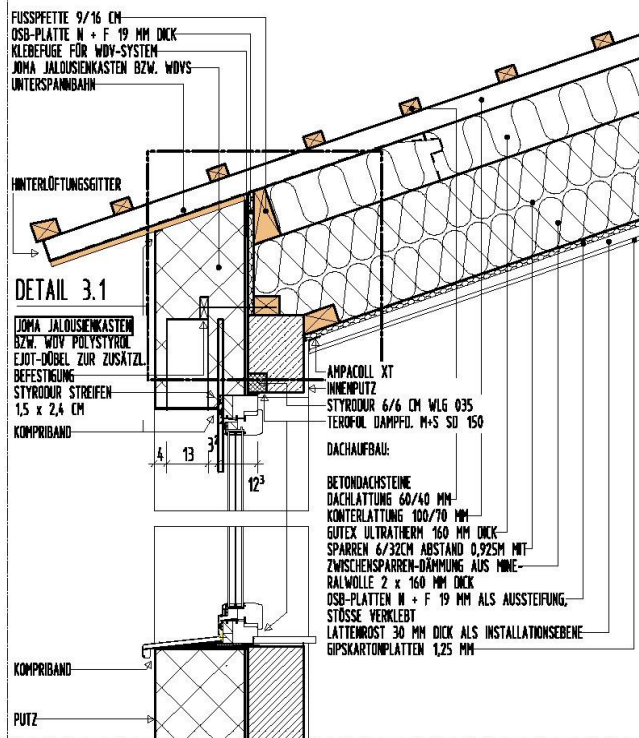 FUSSPFETTE 9/16 CM
OSB-PLATTE N + F 19 MM DICK
KLEBEFUGE FÜR WDV-SYSTEM
JOMA JALOUSIENKASTEN BZW. WDVS
UNTERSPANNBAHN
HINTERLÜFTUNGSGITTER
DETAIL 3.1
JOMA JALOUSIENKASTEN
BZW. WDV POLYSTYROL
EJOT-DÜBEL ZUR ZUSÄTZL.
BEFESTIGUNG
STYRODUR STREIFEN
1,5 x 2,4 CM
KOMPRIBAND
4 13 3² 12³
AMPACOLL XT
INNENPUTZ
STYRODUR 6/6 CM WLG 035
TEROFOL DAMPFD. M+S SD 150
DACHAUFBAU:
BETONDACHSTEINE
DACHLATTUNG 60/40 MM
KONTERLATTUNG 100/70 MM
GUTEX ULTRATHERM 160 MM DICK
SPARREN 6/32CM ABSTAND 0,925M MIT
ZWISCHENSPARREN-DÄMMUNG AUS MINE-
RALWOLLE 2 x 160 MM DICK
OSB-PLATTEN N + F 19 MM ALS AUSSTEIFUNG,
STÖSSE VERKLEBT
LATTENROST 30 MM DICK ALS INSTALLATIONSEBENE
GIPSKARTONPLATTEN 1,25 MM
KOMPRIBAND
PUTZ